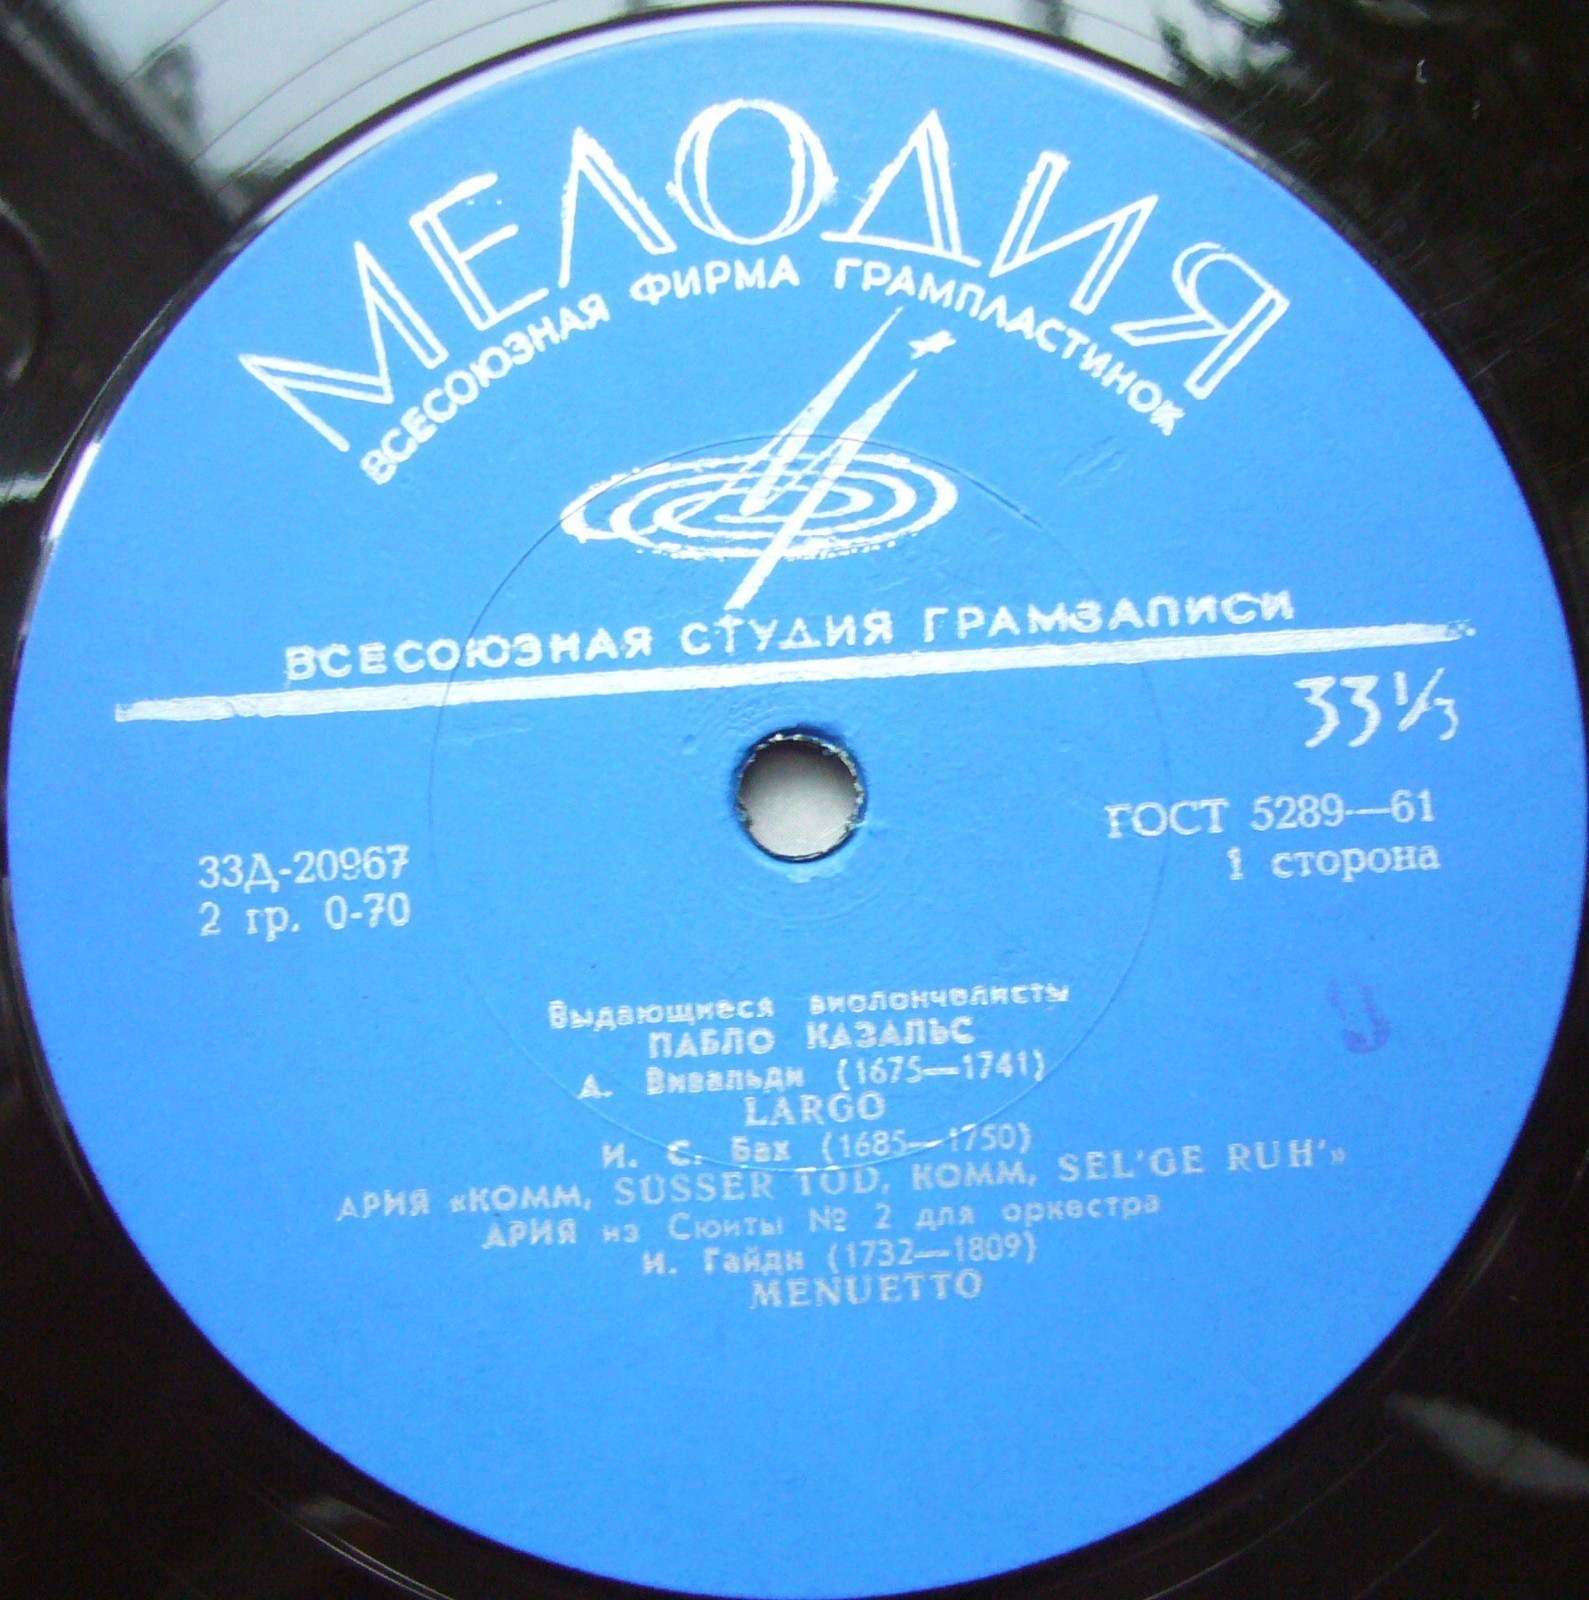 МЕЛОДИЯ
ВСЕСОЮЗНАЯ ФИРМА ГРАМПЛАСТИНОК
ВСЕСОЮЗНАЯ СТУДИЯ ГРАМЗАПИСИ
33⅓
ГОСТ 5289—61
1 сторона
33Д-20967
2 гр. 0-70
Выдающиеся виолончелисты
ПАБЛО КАЗАЛЬС
А. Вивальди (1675—1741)
LARGO
И. С. Бах (1685—1750)
АРИЯ «KOMM, SÜSSER TOD, KOMM, SEL'GE RUH'»
АРИЯ из Сюиты № 2 для оркестра
И. Гайдн (1732—1809)
MENUETTO